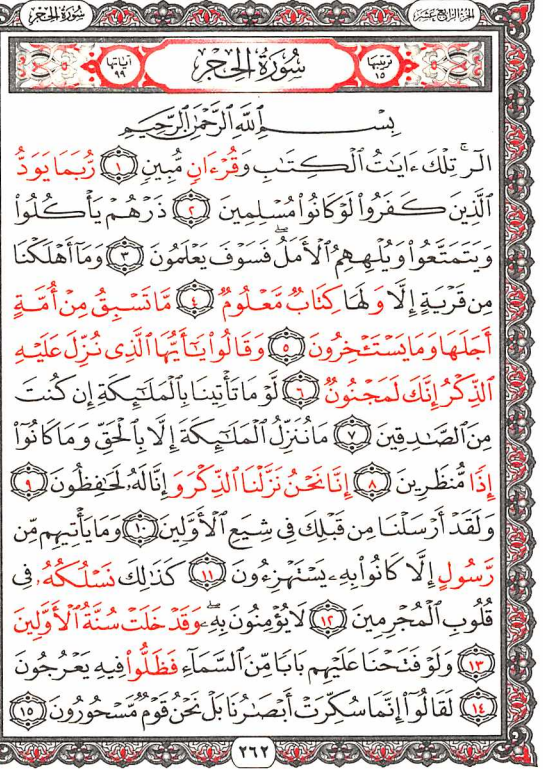 سُورَةُ الحِجر
الجزء الرابع عشر
ترتيبها ١٥
سُورَةُ الحِجرِ
آياتها ٩٩
بِسۡمِ ٱللَّهِ ٱلرَّحۡمَٰنِ ٱلرَّحِيمِ
الٓرۚ تِلۡكَ ءَايَٰتُ ٱلۡكِتَٰبِ وَقُرۡءَانٖ مُّبِينٖ ١ رُّبَمَا يَوَدُّ
ٱلَّذِينَ كَفَرُواْ لَوۡ كَانُواْ مُسۡلِمِينَ ٢ ذَرۡهُمۡ يَأۡكُلُواْ
وَيَتَمَتَّعُواْ وَيُلۡهِهِمُ ٱلۡأَمَلُۖ فَسَوۡفَ يَعۡلَمُونَ ٣ وَمَآ أَهۡلَكۡنَا
مِن قَرۡيَةٍ إِلَّا وَلَهَا كِتَابٞ مَّعۡلُومٞ ٤ مَّا تَسۡبِقُ مِنۡ أُمَّةٍ
أَجَلَهَا وَمَا يَسۡتَـٔۡخِرُونَ ٥ وَقَالُواْ يَٰٓأَيُّهَا ٱلَّذِي نُزِّلَ عَلَيۡهِ
ٱلذِّكۡرُ إِنَّكَ لَمَجۡنُونٞ ٦ لَّوۡ مَا تَأۡتِينَا بِٱلۡمَلَٰٓئِكَةِ إِن كُنتَ
مِنَ ٱلصَّٰدِقِينَ ٧ مَا نُنَزِّلُ ٱلۡمَلَٰٓئِكَةَ إِلَّا بِٱلۡحَقِّ وَمَا كَانُوٓاْ
إِذٗا مُّنظَرِينَ ٨ إِنَّا نَحۡنُ نَزَّلۡنَا ٱلذِّكۡرَ وَإِنَّا لَهُۥ لَحَٰفِظُونَ ٩
وَلَقَدۡ أَرۡسَلۡنَا مِن قَبۡلِكَ فِي شِيَعِ ٱلۡأَوَّلِينَ ١٠ وَمَا يَأۡتِيهِم مِّن
رَّسُولٍ إِلَّا كَانُواْ بِهِۦ يَسۡتَهۡزِءُونَ ١١ كَذَٰلِكَ نَسۡلُكُهُۥ فِي
قُلُوبِ ٱلۡمُجۡرِمِينَ ١٢ لَا يُؤۡمِنُونَ بِهِۦ وَقَدۡ خَلَتۡ سُنَّةُ ٱلۡأَوَّلِينَ
١٣ وَلَوۡ فَتَحۡنَا عَلَيۡهِم بَابٗا مِّنَ ٱلسَّمَآءِ فَظَلُّواْ فِيهِ يَعۡرُجُونَ
١٤ لَقَالُوٓاْ إِنَّمَا سُكِّرَتۡ أَبۡصَٰرُنَا بَلۡ نَحۡنُ قَوۡمٞ مَّسۡحُورُونَ ١٥
٢٦٢